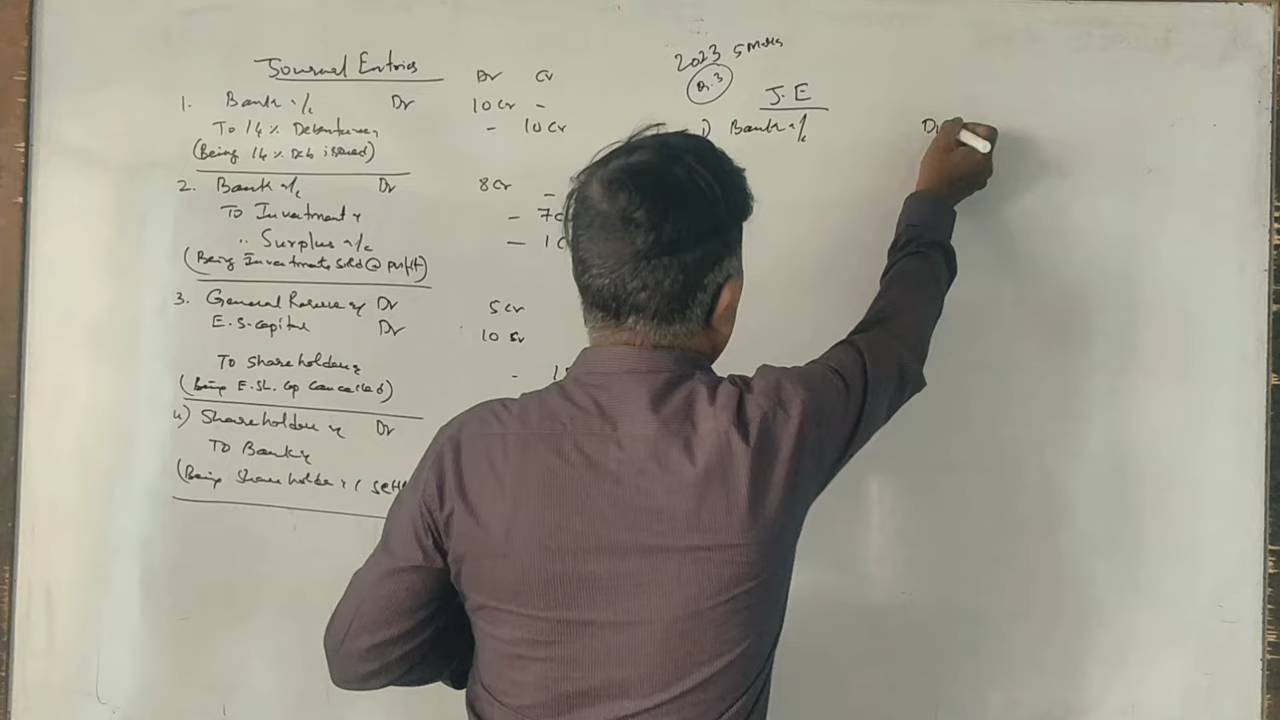 Journal Entries
Dr Cr
1. Bank a/c Dr 10 Cr -
To 14% Debentures - 10 Cr
(Being 14% Deb issued)
2. Bank a/c Dr 8 Cr -
To Investment - 7
" Surplus a/c - 1
(Being Investments sold @ profit)
3. General Reserve Dr 5 Cr
E.S. capital Dr 10
To Shareholders -
(Being E.Sh. Cap Cancelled)
4) Shareholders Dr
To Bank
(Being Shareholders
2023 5 Marks
Q.3
J.E
1) Bank a/c